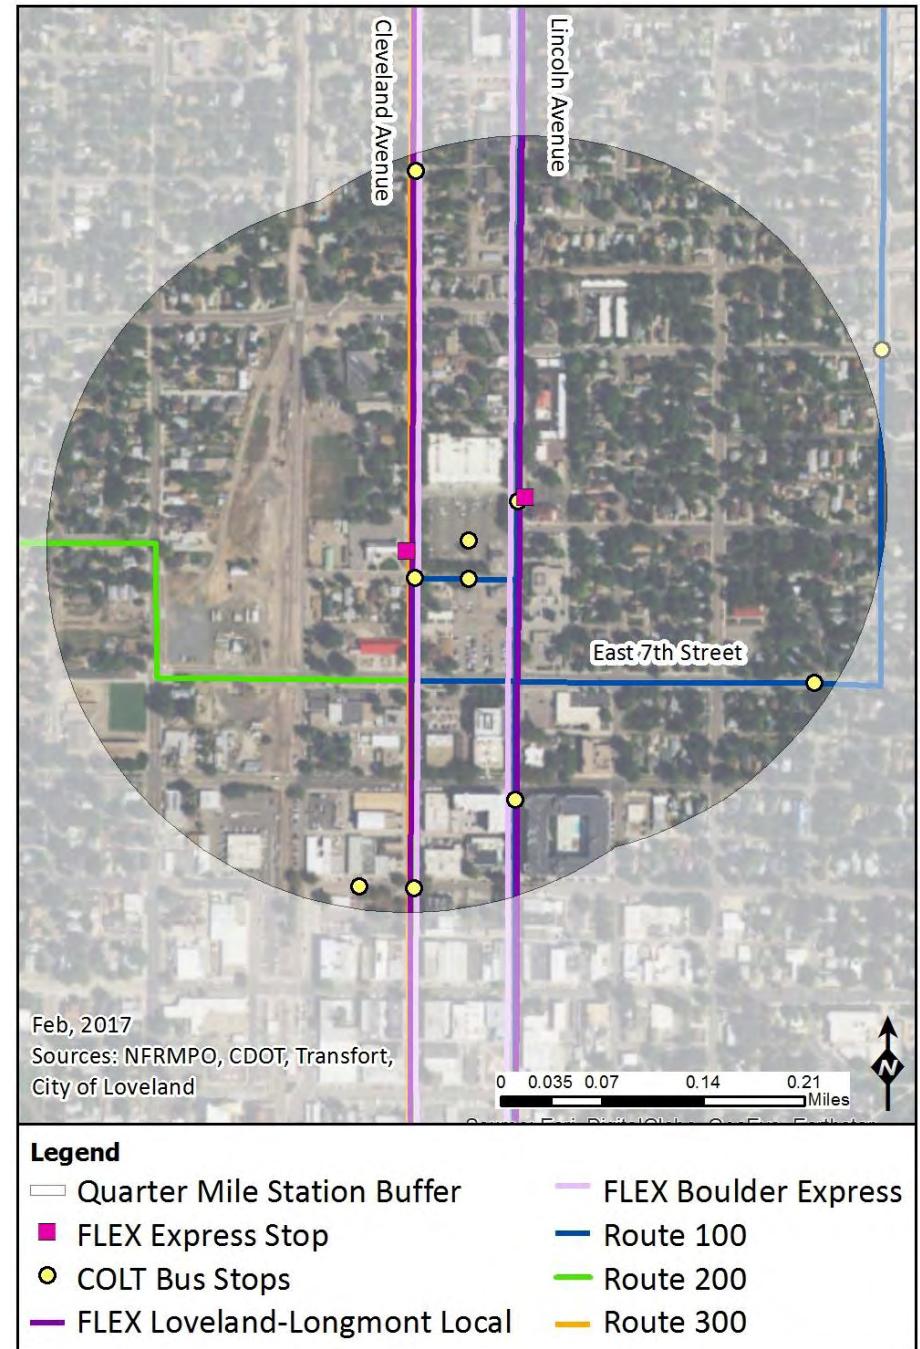 Cleveland Avenue
Lincoln Avenue
East 7th Street
Feb, 2017
Sources: NFRMPO, CDOT, Transfort,
City of Loveland
N
0 0.035 0.07 0.14 0.21
Miles
Legend
Quarter Mile Station Buffer
FLEX Express Stop
COLT Bus Stops
FLEX Loveland-Longmont Local
FLEX Boulder Express
Route 100
Route 200
Route 300